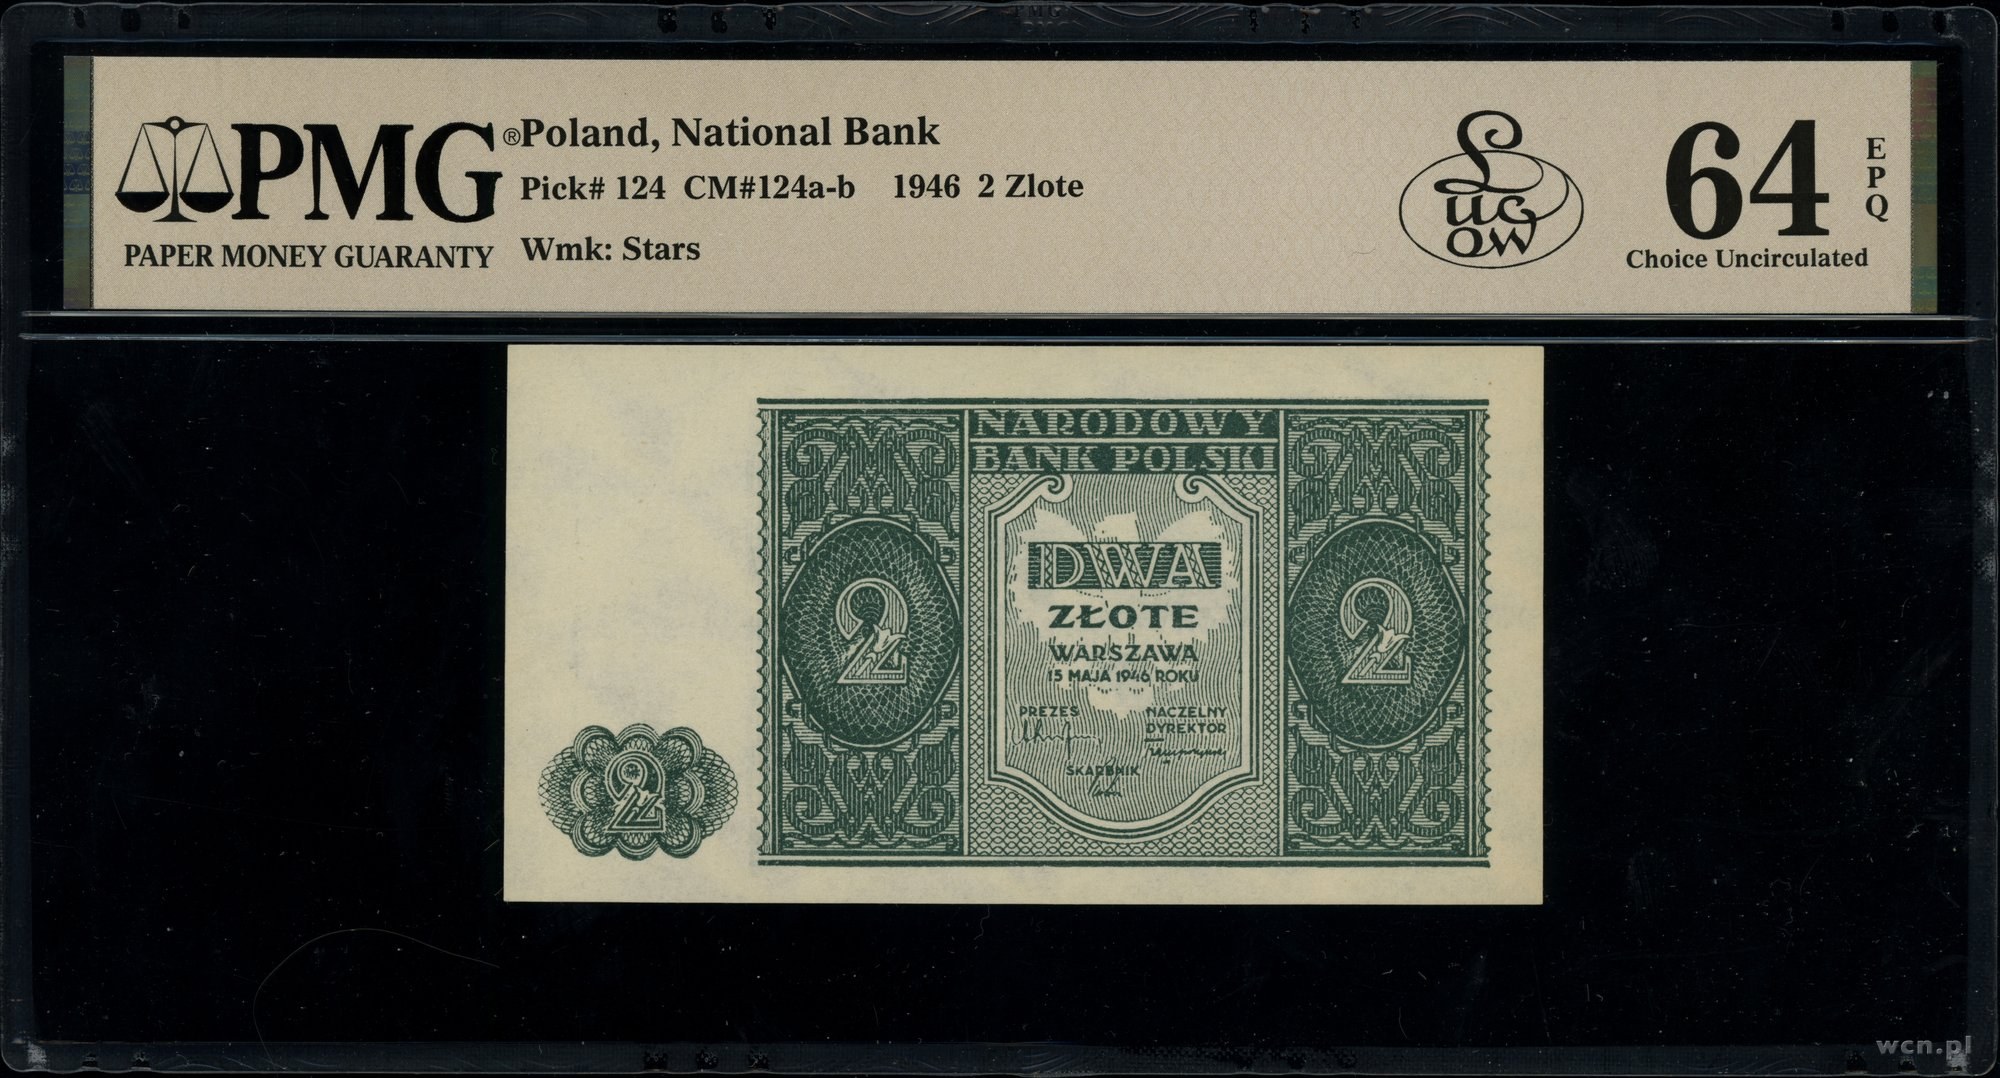 PMG
PMG®
PAPER MONEY GUARANTY
Poland, National Bank
Pick# 124 CM#124a-b 1946 2 Zlote
Wmk: Stars
Lucow
64
EPQ
Choice Uncirculated
NARODOWY
BANK POLSKI
DWA
ZŁOTE
WARSZAWA
15 MAJA 1946 ROKU
PREZES
NACZELNY
DYREKTOR
SKARBNIK
2
2
2
wcn.pl